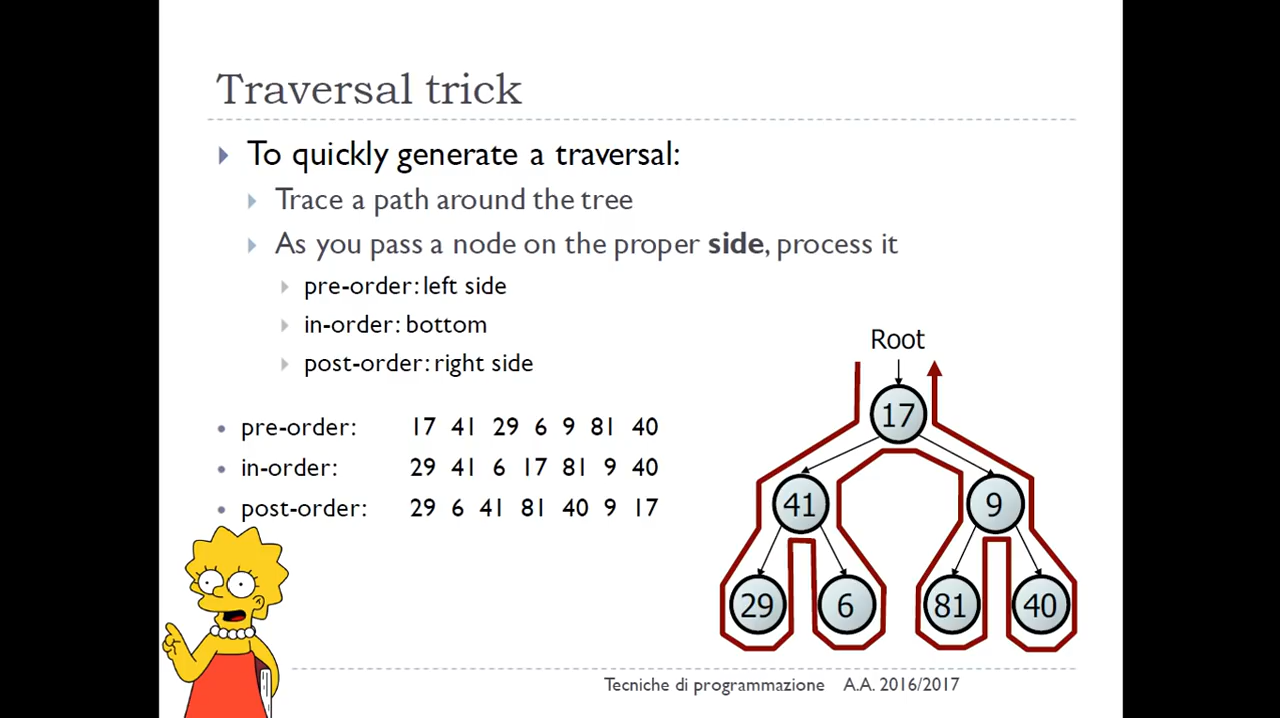 Traversal trick
To quickly generate a traversal:
Trace a path around the tree
As you pass a node on the proper side, process it
pre-order: left side
in-order: bottom
post-order: right side
pre-order: 17 41 29 6 9 81 40
in-order: 29 41 6 17 81 9 40
post-order: 29 6 41 81 40 9 17
Root
17
41 9
29 6 81 40
Tecniche di programmazione A.A. 2016/2017